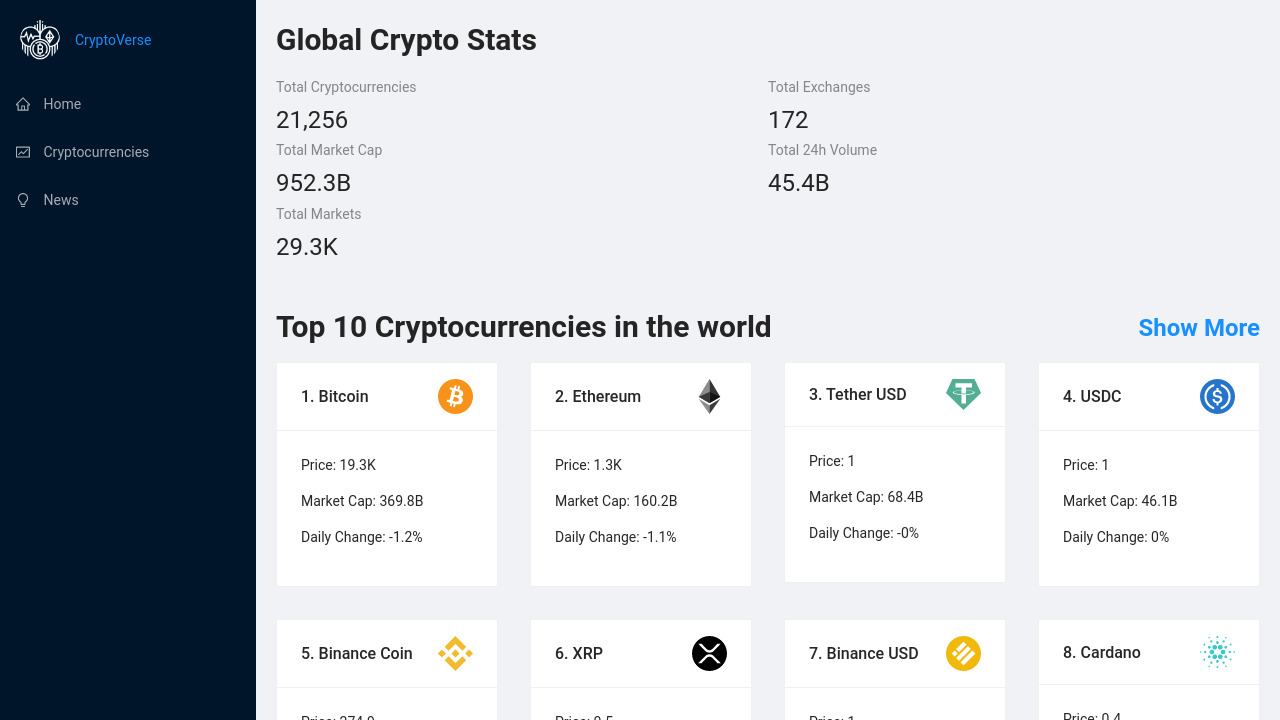 CryptoVerse
Home
Cryptocurrencies
News
Global Crypto Stats
Total Cryptocurrencies
21,256
Total Exchanges
172
Total Market Cap
952.3B
Total 24h Volume
45.4B
Total Markets
29.3K
Top 10 Cryptocurrencies in the world
Show More
1. Bitcoin
Price: 19.3K
Market Cap: 369.8B
Daily Change: -1.2%
2. Ethereum
Price: 1.3K
Market Cap: 160.2B
Daily Change: -1.1%
3. Tether USD
Price: 1
Market Cap: 68.4B
Daily Change: -0%
4. USDC
Price: 1
Market Cap: 46.1B
Daily Change: 0%
5. Binance Coin
6. XRP
7. Binance USD
8. Cardano
Price: 0.4